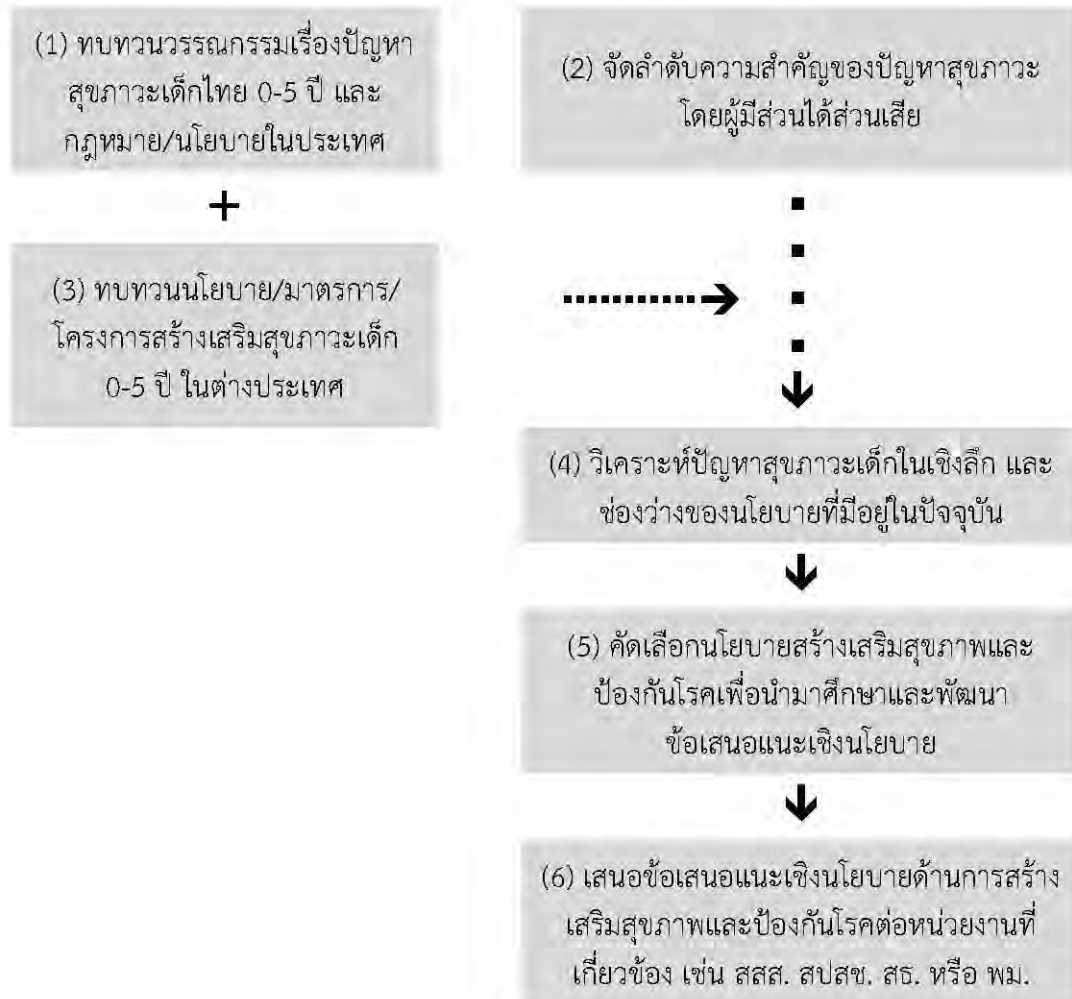 (1) ทบทวนวรรณกรรมเรื่องปัญหา
สุขภาวะเด็กไทย 0-5 ปี และ
กฎหมาย/นโยบายในประเทศ
+
(3) ทบทวนนโยบาย/มาตรการ/
โครงการสร้างเสริมสุขภาวะเด็ก
0-5 ปี ในต่างประเทศ
(2) จัดลำดับความสำคัญของปัญหาสุขภาวะ
โดยผู้มีส่วนได้ส่วนเสีย
(4) วิเคราะห์ปัญหาสุขภาวะเด็กในเชิงลึก และ
ช่องว่างของนโยบายที่มีอยู่ในปัจจุบัน
(5) คัดเลือกนโยบายสร้างเสริมสุขภาพและ
ป้องกันโรคเพื่อนำมาศึกษาและพัฒนา
ข้อเสนอแนะเชิงนโยบาย
(6) เสนอข้อเสนอแนะเชิงนโยบายด้านการสร้าง
เสริมสุขภาพและป้องกันโรคต่อหน่วยงานที่
เกี่ยวข้อง เช่น สสส. สปสช. สธ. หรือ พม.